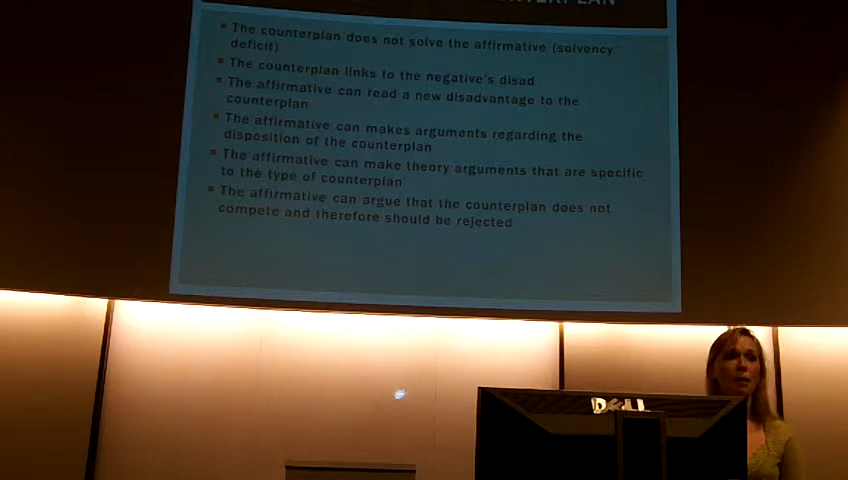 COUNTERPLAN
The counterplan does not solve the affirmative (solvency
deficit)
The counterplan links to the negative's disad
The affirmative can read a new disadvantage to the
counterplan
The affirmative can makes arguments regarding the
disposition of the counterplan
The affirmative can make theory arguments that are specific
to the type of counterplan
The affirmative can argue that the counterplan does not
compete and therefore should be rejected
DELL